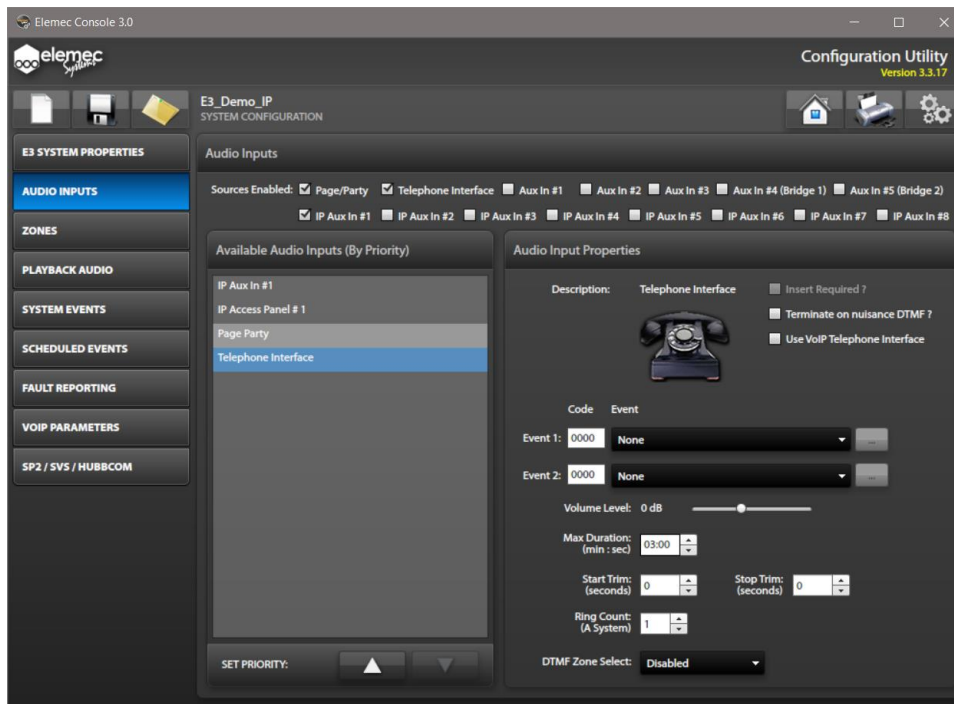 Elemec Console 3.0
elemec
Systems
Configuration Utility
Version 3.3.17
E3_Demo_IP
SYSTEM CONFIGURATION
E3 SYSTEM PROPERTIES
AUDIO INPUTS
ZONES
PLAYBACK AUDIO
SYSTEM EVENTS
SCHEDULED EVENTS
FAULT REPORTING
VOIP PARAMETERS
SP2 / SVS / HUBBCOM
Audio Inputs
Sources Enabled: Page/Party Telephone Interface Aux In #1 Aux In #2 Aux In #3 Aux In #4 (Bridge 1) Aux In #5 (Bridge 2)
IP Aux In #1 IP Aux In #2 IP Aux In #3 IP Aux In #4 IP Aux In #5 IP Aux In #6 IP Aux In #7 IP Aux In #8
Available Audio Inputs (By Priority)
IP Aux In #1
IP Access Panel # 1
Page Party
Telephone Interface
SET PRIORITY:
Audio Input Properties
Description: Telephone Interface
Insert Required ?
Terminate on nuisance DTMF ?
Use VoIP Telephone Interface
Code Event
Event 1: 0000 None ...
Event 2: 0000 None ...
Volume Level: 0 dB
Max Duration: 03:00
(min : sec)
Start Trim: 0 Stop Trim: 0
(seconds) (seconds)
Ring Count: 1
(A System)
DTMF Zone Select: Disabled